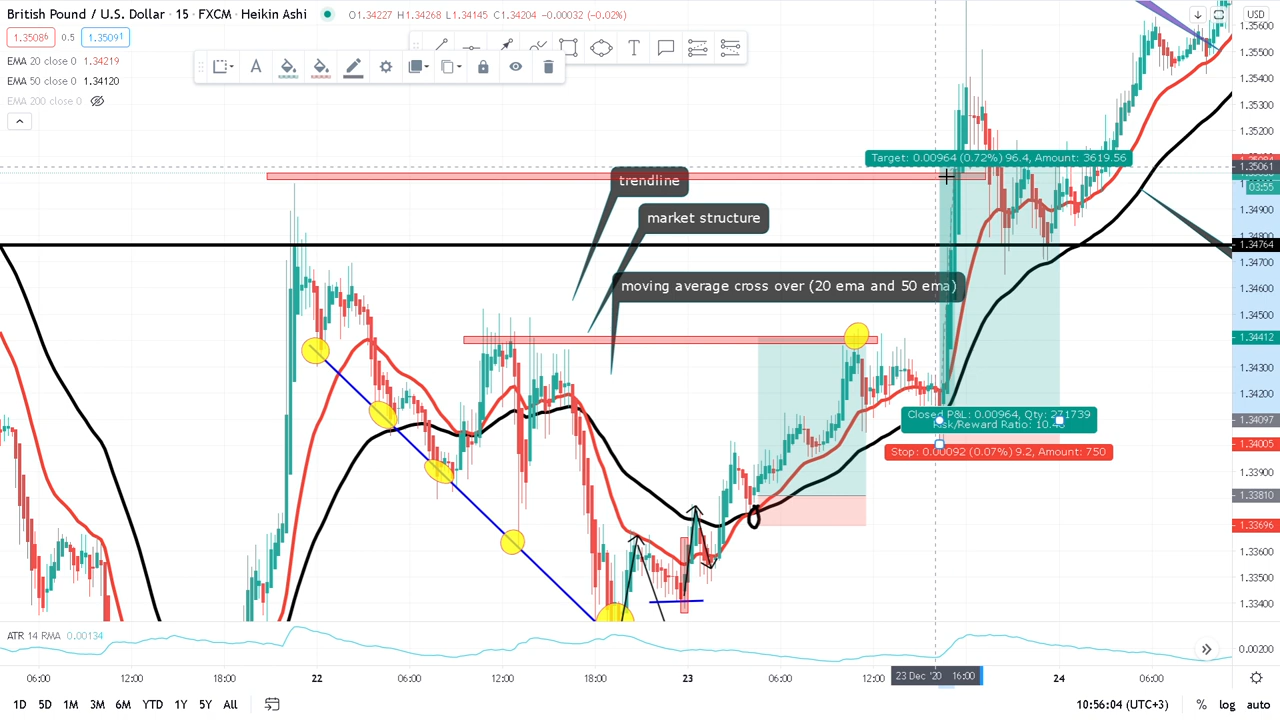 British Pound / U.S. Dollar · 15 · FXCM · Heikin Ashi O1.34227 H1.34268 L1.34145 C1.34204 −0.00032 (−0.02%)
1.35086 0.5 1.35091
EMA 20 close 0 1.34219
EMA 50 close 0 1.34120
EMA 200 close 0
T
A
USD
1.35600
1.35500
1.35300
1.35200
Target: 0.00964 (0.72%) 96.4, Amount: 3619.56
1.35061
trendline
03:55
market structure
1.34900
1.34764
1.34700
moving average cross over (20 ema and 50 ema)
1.34600
1.34500
1.34412
1.34300
1.34200
Closed P&L: 0.00964, Qty: 271739
1.34097
Stop: 0.00092 (0.07%) 9.2, Amount: 750
1.34005
1.33900
1.33810
1.33696
1.33600
1.33500
1.33400
ATR 14 RMA 0.00134
0.00200
06:00 12:00 18:00 22 06:00 12:00 18:00 23 06:00 12:00 23 Dec '20 16:00 24 06:00
1D 5D 1M 3M 6M YTD 1Y 5Y All 10:56:04 (UTC+3) % log auto